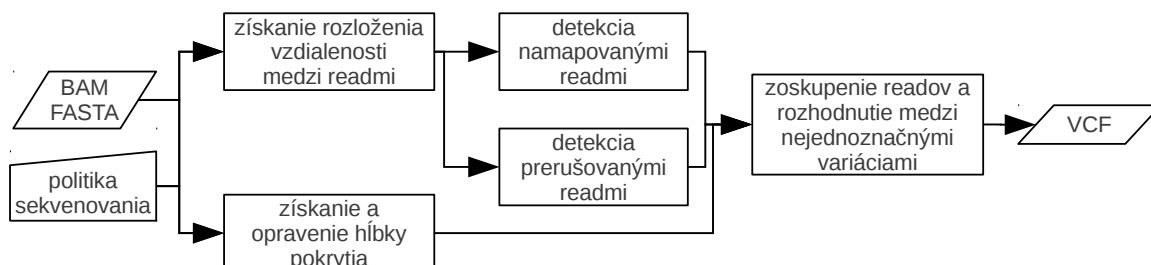 BAM
FASTA
politika
sekvenovania
získanie rozloženia
vzdialenosti
medzi readmi
získanie a
opravenie hĺbky
pokrytia
detekcia
namapovanými
readmi
detekcia
prerušovanými
readmi
zoskupenie readov a
rozhodnutie medzi
nejednoznačnými
variáciami
VCF